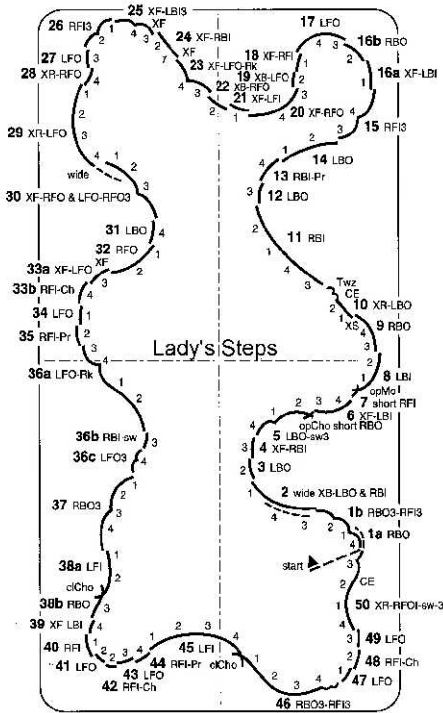 25 XF-LBI3
26 RFI3
XF
24 XF-RBI
27 LFO
XF
23 XF-LFO-Rk
28 XR-RFO
22 XB-RFO
21 XF-LFI
17 LFO
16b RBO
18 XF-RFI
19 XB-LFO
16a XF-LBI
20 XF-RFO
15 RFI3
29 XR-LFO
14 LBO
wide
13 RBI-Pr
30 XF-RFO & LFO-RFO3
12 LBO
31 LBO
11 RBI
32 RFO
33a XF-LFO
XF
33b RFI-Ch
Twz
CE
10 XR-LBO
34 LFO
XS
9 RBO
35 RFI-Pr
Lady's Steps
36a LFO-Rk
8 LBI
opMo
7 short RFI
6 XF-LBI
opCho short RBO
36b RBI-sw
5 LBO-sw3
4 XF-RBI
36c LFO3
3 LBO
2 wide XB-LBO & RBI
37 RBO3
1b RBO3-RFI3
1a RBO
start
38a LFI
CE
clCho
38b RBO
50 XR-RFOI-sw-3
39 XF LBI
49 LFO
40 RFI
45 LFI
48 RFI-Ch
41 LFO
44 RFI-Pr
clCho
43 LFO
47 LFO
42 RFI-Ch
46 RBO3-RFI3